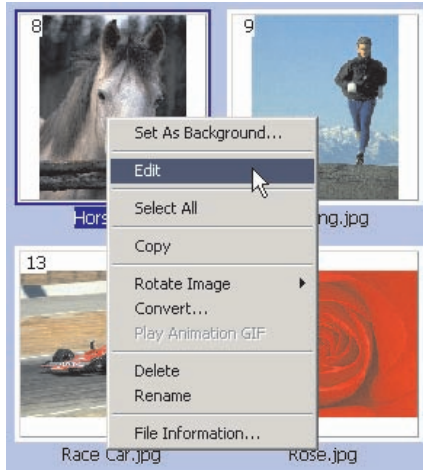 8
9
Set As Background...
Edit
Select All
Hors
ng.jpg
Copy
13
Rotate Image
Convert...
Play Animation GIF
Delete
Rename
File Information...
Race Car.jpg
Rose.jpg